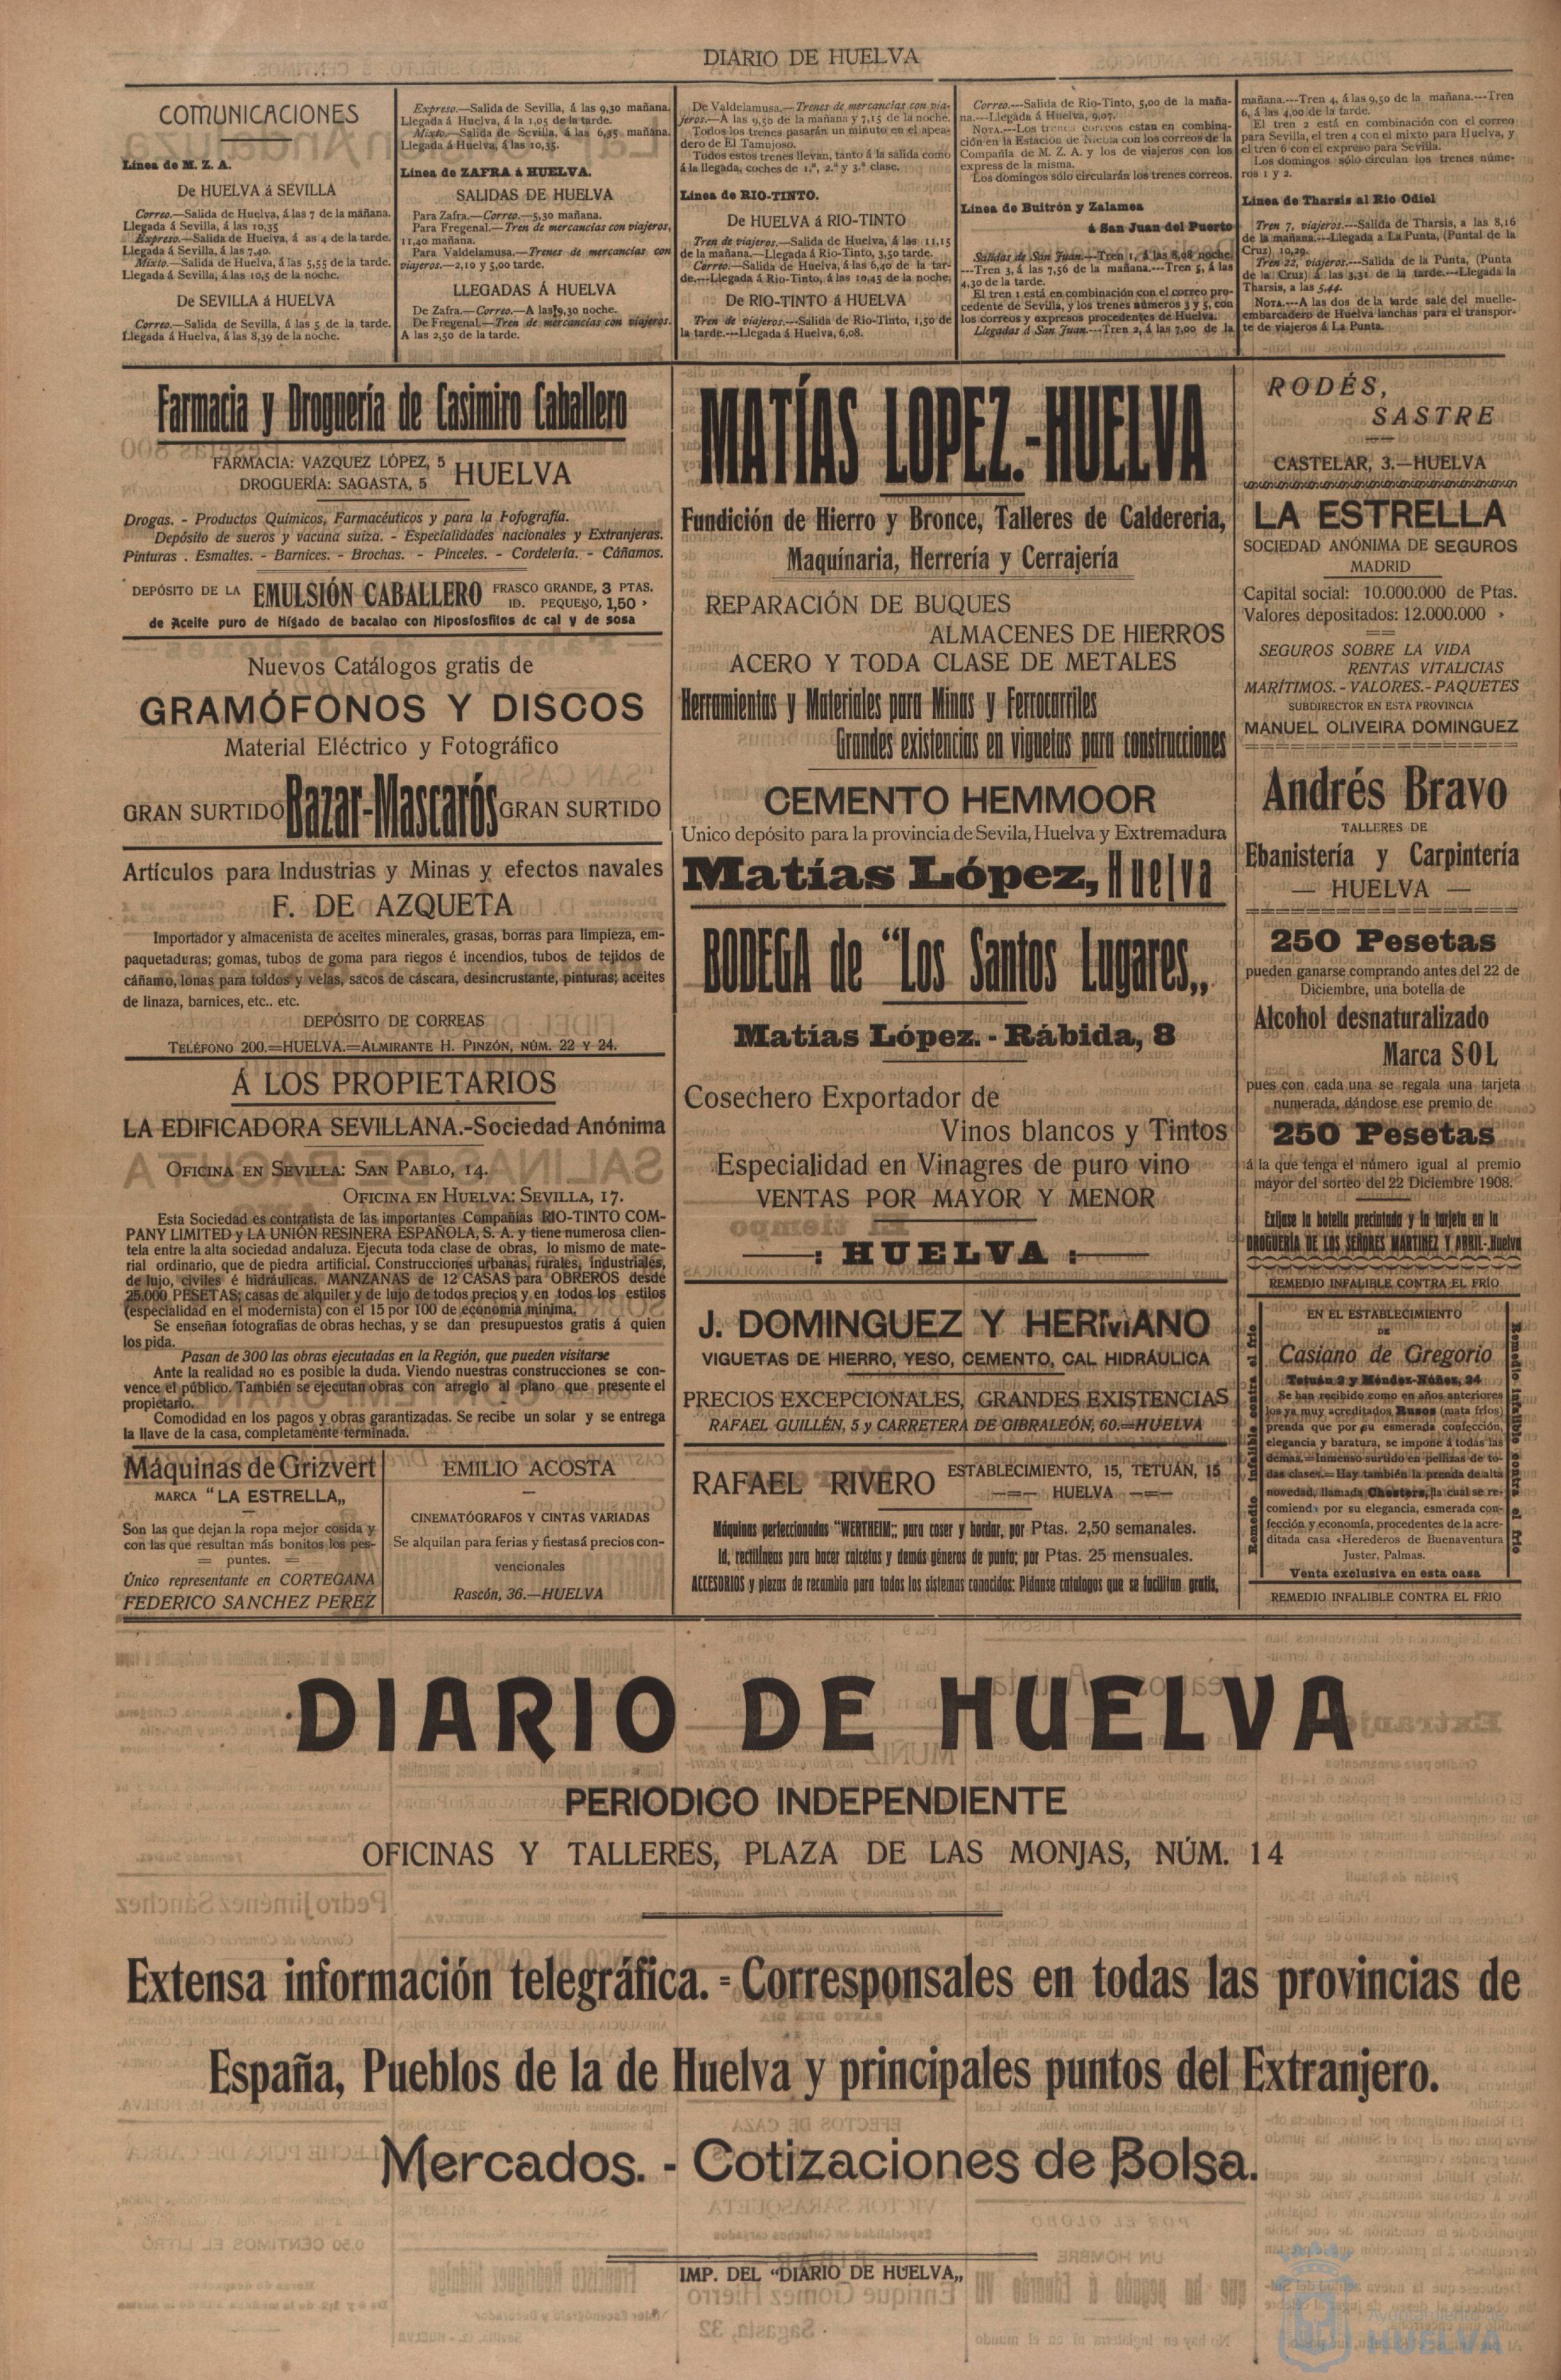 DIARIO DE HUELVA
COMUNICACIONES
Línea de M. Z. A.
De HUELVA á SEVILLA
Correo.—Salida de Huelva, á las 7 de la mañana.
Llegada á Sevilla, á las 10,35
Expreso.—Salida de Huelva, á as 4 de la tarde.
Llegada á Sevilla, á las 7,40.
Mixto.—Salida de Huelva, á las 5,55 de la tarde.
Llegada á Sevilla, á las 10,5 de la noche.
De SEVILLA á HUELVA
Correo.—Salida de Sevilla, á las 5 de la tarde.
Llegada á Huelva, á las 8,39 de la noche.
Expreso.—Salida de Sevilla, á las 9,30 mañana.
Llegada á Huelva, á la 1,05 de la tarde.
Mixto.—Salida de Sevilla, á las 6,35 mañana.
Llegada á Huelva, á las 10,35.
Línea de ZAFRA á HUELVA.
SALIDAS DE HUELVA
Para Zafra.—Correo.—5,30 mañana.
Para Fregenal.—Tren de mercancías con viajeros,
11,40 mañana.
Para Valdelamusa.—Trenes de mercancías con
viajeros.—2,10 y 5,00 tarde.
LLEGADAS Á HUELVA
De Zafra.—Correo.—A las 9,30 noche.
De Fregenal.—Tren de mercancías con viajeros.
A las 2,50 de la tarde.
De Valdelamusa.—Trenes de mercancías con via-
jeros.—A las 9,50 de la mañana y 7,15 de la noche.
Todos los trenes pasarán un minuto en el apea-
dero de El Tamujoso.
Todos estos trenes llevan, tanto á la salida como
á la llegada, coches de 1.ª, 2.ª y 3.ª clase.
Línea de RIO-TINTO.
De HUELVA á RIO-TINTO
Tren de viajeros.—Salida de Huelva, á las 11,15
de la mañana.—Llegada á Rio-Tinto, 3,50 tarde.
Correo.—Salida de Huelva, á las 6,40 de la tar-
de.---Llegada á Rio-Tinto, á las 10,45 de la noche.
De RIO-TINTO á HUELVA
Tren de viajeros.---Salida de Rio-Tinto, 1,50 de
la tarde.---Llegada á Huelva, 6,08.
Correo.---Salida de Rio-Tinto, 5,00 de la maña-
na.---Llegada á Huelva, 9,07.
NOTA.---Los trenes correos estan en combina-
ción en la Estación de Niebla con los correos de la
Compañía de M. Z. A. y los de viajeros con los
express de la misma.
Los domingos sólo circularán los trenes correos.
Línea de Buitrón y Zalamea
á San Juan del Puerto
Salidas de San Juan.---Tren 1, á las 8,08 noche.
---Tren 3, á las 7,56 de la mañana.---Tren 5, á las
4,30 de la tarde.
El tren 1 está en combinación con el correo pro-
cedente de Sevilla, y los trenes números 3 y 5, con
los correos y expresos procedentes de Huelva.
Llegadas á San Juan.---Tren 2, á las 7,00 de la
mañana.---Tren 4, á las 9,50 de la mañana.---Tren
6, á las 4,00 de la tarde.
El tren 2 está en combinación con el correo
para Sevilla, el tren 4 con el mixto para Huelva, y
el tren 6 con el expreso para Sevilla.
Los domingos sólo circulan los trenes núme-
ros 1 y 2.
Línea de Tharsis al Río Odiel
Tren 7, viajeros.---Salida de Tharsis, a las 8,16
de la mañana.---Llegada a La Punta, (Puntal de la
Cruz) 10,29.
Tren 22, viajeros.---Salida de la Punta, (Punta
de la Cruz) á las 3,31 de la tarde.---Llegada la
Tharsis, a las 5,44.
NOTA.---A las dos de la tarde sale del muelle-
embarcadero de Huelva lanchas para el transpor-
te de viajeros á La Punta.
Farmacia y Droguería de Casimiro Caballero
FARMACIA: VAZQUEZ LÓPEZ, 5
DROGUERÍA: SAGASTA, 5
HUELVA
Drogas. - Productos Químicos, Farmacéuticos y para la Fofografía.
Depósito de sueros y vacuna suiza. - Especialidades nacionales y Extranjeras.
Pinturas . Esmaltes. - Barnices. - Brochas. - Pinceles. - Cordelería. - Cáñamos.
DEPÓSITO DE LA EMULSIÓN CABALLERO FRASCO GRANDE, 3 PTAS.
ID. PEQUEÑO, 1,50 »
de Aceite puro de Hígado de bacalao con Hiposfosfitos de cal y de sosa
Nuevos Catálogos gratis de
GRAMÓFONOS Y DISCOS
Material Eléctrico y Fotográfico
GRAN SURTIDO Bazar-Mascarós GRAN SURTIDO
Artículos para Industrias y Minas y efectos navales
F. DE AZQUETA
Importador y almacenista de aceites minerales, grasas, borras para limpieza, em-
paquetaduras; gomas, tubos de goma para riegos é incendios, tubos de tejidos de
cáñamo, lonas para toldos y velas, sacos de cáscara, desincrustante, pinturas; aceites
de linaza, barnices, etc.. etc.
DEPÓSITO DE CORREAS
TELÉFONO 200.=HUELVA.=ALMIRANTE H. PINZÓN, NÚM. 22 Y 24.
Á LOS PROPIETARIOS
LA EDIFICADORA SEVILLANA.-Sociedad Anónima
OFICINA EN SEVILLA: SAN PABLO, 14.
OFICINA EN HUELVA: SEVILLA, 17.
Esta Sociedad es contratista de las importantes Compañías RIO-TINTO COM-
PANY LIMITED y LA UNIÓN RESINERA ESPAÑOLA, S. A. y tiene numerosa clien-
tela entre la alta sociedad andaluza. Ejecuta toda clase de obras, lo mismo de mate-
rial ordinario, que de piedra artificial. Construcciones urbanas, rurales, industriales,
de lujo, civiles é hidráulicas. MANZANAS de 12 CASAS para OBREROS desde
25.000 PESETAS; casas de alquiler y de lujo de todos precios y en todos los estilos
(especialidad en el modernista) con el 15 por 100 de economía mínima.
Se enseñan fotografías de obras hechas, y se dan presupuestos gratis á quien
los pida.
Pasan de 300 las obras ejecutadas en la Región, que pueden visitarse
Ante la realidad no es posible la duda. Viendo nuestras construcciones se con-
vence el público. También se ejecutan obras con arreglo al plano que presente el
propietario.
Comodidad en los pagos y obras garantizadas. Se recibe un solar y se entrega
la llave de la casa, completamente terminada.
Máquinas de Grizvert
MARCA "LA ESTRELLA„
Son las que dejan la ropa mejor cosida y
con las que resultan más bonitos los pes-
= puntes. =
Único representante en CORTEGANA
FEDERICO SANCHEZ PEREZ
EMILIO ACOSTA
CINEMATÓGRAFOS Y CINTAS VARIADAS
Se alquilan para ferias y fiestasá precios con-
vencionales
Rascón, 36.—HUELVA
MATÍAS LOPEZ.-HUELVA
Fundición de Hierro y Bronce, Talleres de Caldereria,
Maquinaria, Herrería y Cerrajería
REPARACIÓN DE BUQUES
ALMACENES DE HIERROS
ACERO Y TODA CLASE DE METALES
Herramientas y Materiales para Minas y Ferrocarriles
Grandes existencias en viguetas para construcciones
CEMENTO HEMMOOR
Unico depósito para la provincia de Sevila, Huelva y Extremadura
Matías López, Huelva
BODEGA de "Los Santos Lugares„
Matías López. - Rábida, 8
Cosechero Exportador de
Vinos blancos y Tintos
Especialidad en Vinagres de puro vino
VENTAS POR MAYOR Y MENOR
: HUELVA :
J. DOMINGUEZ Y HERMANO
VIGUETAS DE HIERRO, YESO, CEMENTO, CAL HIDRÁULICA
PRECIOS EXCEPCIONALES, GRANDES EXISTENCIAS
RAFAEL GUILLÉN, 5 y CARRETERA DE GIBRALEÓN, 60.=HUELVA
RAFAEL RIVERO
ESTABLECIMIENTO, 15, TETUÁN, 15
—=— HUELVA —=—
Máquinas perfeccionadas "WERTHEIM„ para coser y bordar, por Ptas. 2,50 semanales.
Id, rectilíneas para hacer calcetas y demás géneros de punto; por Ptas. 25 mensuales.
ACCESORIOS y piezas de recambio para todos los sistemas conocidos: Pídanse catalogos que se facilitan gratis.
RODÉS,
SASTRE
CASTELAR, 3.—HUELVA
LA ESTRELLA
SOCIEDAD ANÓNIMA DE SEGUROS
MADRID
Capital social: 10.000.000 de Ptas.
Valores depositados: 12.000.000 »
SEGUROS SOBRE LA VIDA
RENTAS VITALICIAS
MARÍTIMOS. - VALORES. - PAQUETES
SUBDIRECTOR EN ESTA PROVINCIA
MANUEL OLIVEIRA DOMINGUEZ
Andrés Bravo
TALLERES DE
Ebanistería y Carpintería
— HUELVA —
250 Pesetas
pueden ganarse comprando antes del 22 de
Diciembre, una botella de
Alcohol desnaturalizado
Marca SOL
pues con cada una se regala una tarjeta
numerada, dándose ese premio de
250 Pesetas
á la que tenga el número igual al premio
mayor del sorteo del 22 Diciembre 1908.
Exíjase la botella precintada y la tarjeta en la
DROGUERÍA DE LOS SEÑORES MARTINEZ Y ABRIL.-Huelva
REMEDIO INFALIBLE CONTRA EL FRÍO
Remedio infalible contra el frío
EN EL ESTABLECIMIENTO
DE
Casiano de Gregorio
Tetuán 2 y Méndez-Núñez, 24
Se han recibido como en años anteriores
los ya muy acreditados Rusos (mata fríos)
prenda que por su esmerada confección,
elegancia y baratura, se impone á todas las
demás.=Inmenso surtido en pellizas de to-
das clases.= Hay también la prenda de alta
novedad, llamada Chesters, la cual se re-
comienda por su elegancia, esmerada con-
fección y economía, procedentes de la acre-
ditada casa «Herederos de Buenaventura
Juster, Palmas.
Venta exclusiva en esta casa
Remedio infalible contra el frío
REMEDIO INFALIBLE CONTRA EL FRIO
DIARIO DE HUELVA
PERIODICO INDEPENDIENTE
OFICINAS Y TALLERES, PLAZA DE LAS MONJAS, NÚM. 14
Extensa información telegráfica. = Corresponsales en todas las provincias de
España, Pueblos de la de Huelva y principales puntos del Extranjero.
Mercados. - Cotizaciones de Bolsa.
IMP. DEL "DIARIO DE HUELVA„
Ayuntamiento de
HUELVA